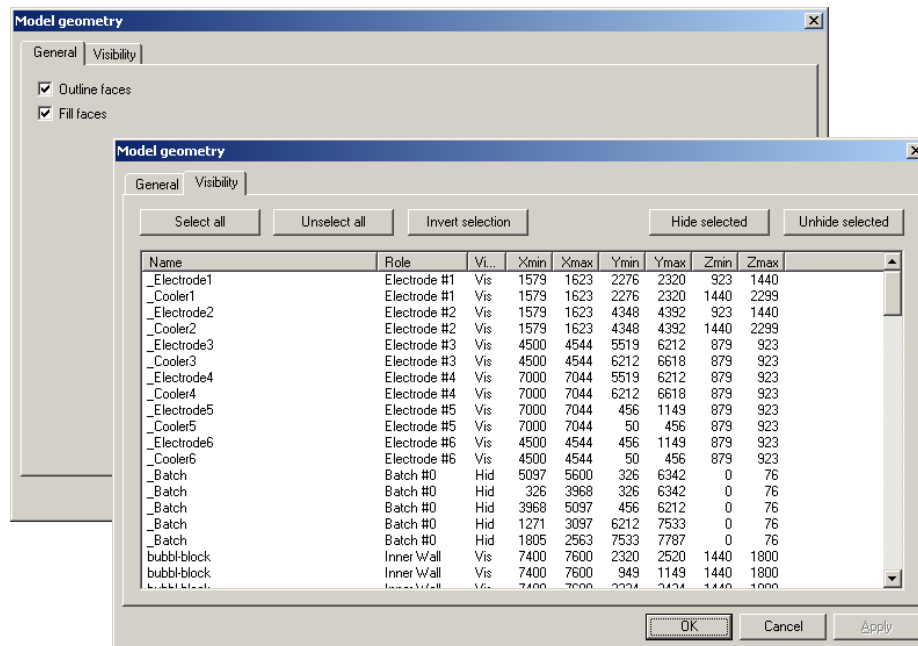 Model geometry
General Visibility
Outline faces
Fill faces
Model geometry
General Visibility
Select all Unselect all Invert selection Hide selected Unhide selected
Name Role Vi... Xmin Xmax Ymin Ymax Zmin Zmax
_Electrode1 Electrode #1 Vis 1579 1623 2276 2320 923 1440
_Cooler1 Electrode #1 Vis 1579 1623 2276 2320 1440 2299
_Electrode2 Electrode #2 Vis 1579 1623 4348 4392 923 1440
_Cooler2 Electrode #2 Vis 1579 1623 4348 4392 1440 2299
_Electrode3 Electrode #3 Vis 4500 4544 5519 6212 879 923
_Cooler3 Electrode #3 Vis 4500 4544 6212 6618 879 923
_Electrode4 Electrode #4 Vis 7000 7044 5519 6212 879 923
_Cooler4 Electrode #4 Vis 7000 7044 6212 6618 879 923
_Electrode5 Electrode #5 Vis 7000 7044 456 1149 879 923
_Cooler5 Electrode #5 Vis 7000 7044 50 456 879 923
_Electrode6 Electrode #6 Vis 4500 4544 456 1149 879 923
_Cooler6 Electrode #6 Vis 4500 4544 50 456 879 923
_Batch Batch #0 Hid 5097 5600 326 6342 0 76
_Batch Batch #0 Hid 326 3968 326 6342 0 76
_Batch Batch #0 Hid 3968 5097 456 6212 0 76
_Batch Batch #0 Hid 1271 3097 6212 7533 0 76
_Batch Batch #0 Hid 1805 2563 7533 7787 0 76
bubbl-block Inner Wall Vis 7400 7600 2320 2520 1440 1800
bubbl-block Inner Wall Vis 7400 7600 949 1149 1440 1800
OK Cancel Apply